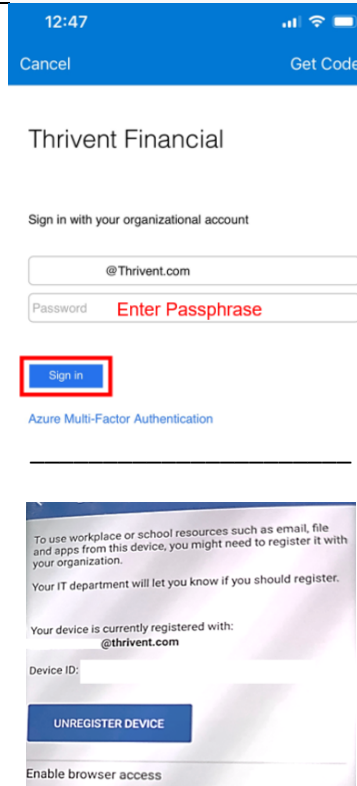 12:47
Cancel Get Code
Thrivent Financial
Sign in with your organizational account
@Thrivent.com
Password Enter Passphrase
Sign in
Azure Multi-Factor Authentication
To use workplace or school resources such as email, file
and apps from this device, you might need to register it with
your organization.
Your IT department will let you know if you should register.
Your device is currently registered with:
@thrivent.com
Device ID:
UNREGISTER DEVICE
Enable browser access